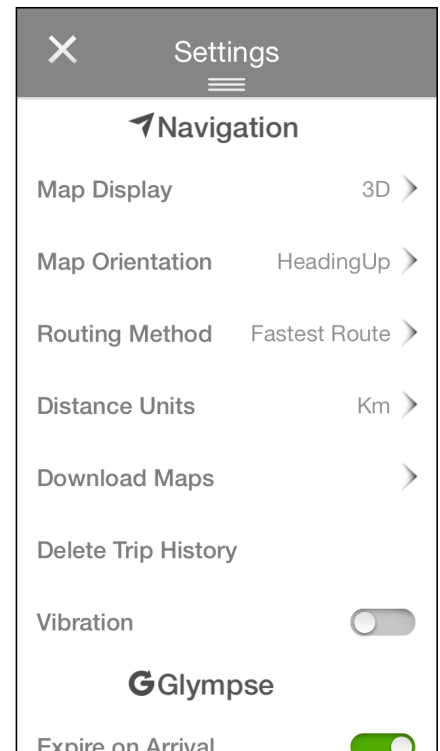 Settings
Navigation
Map Display 3D
Map Orientation HeadingUp
Routing Method Fastest Route
Distance Units Km
Download Maps
Delete Trip History
Vibration
Glympse
Expire on Arrival